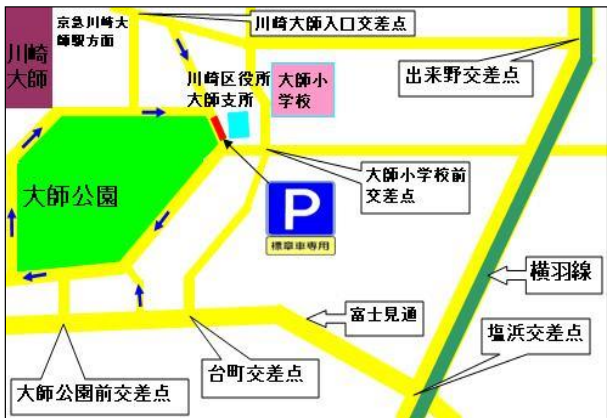 京急川崎大
師駅方面
川崎大師入口交差点
川崎
大師
川崎区役所
大師支所
大師小
学校
出来野交差点
大師小学校前
交差点
大師公園
P
標章車専用
横羽線
富士見通
塩浜交差点
台町交差点
大師公園前交差点